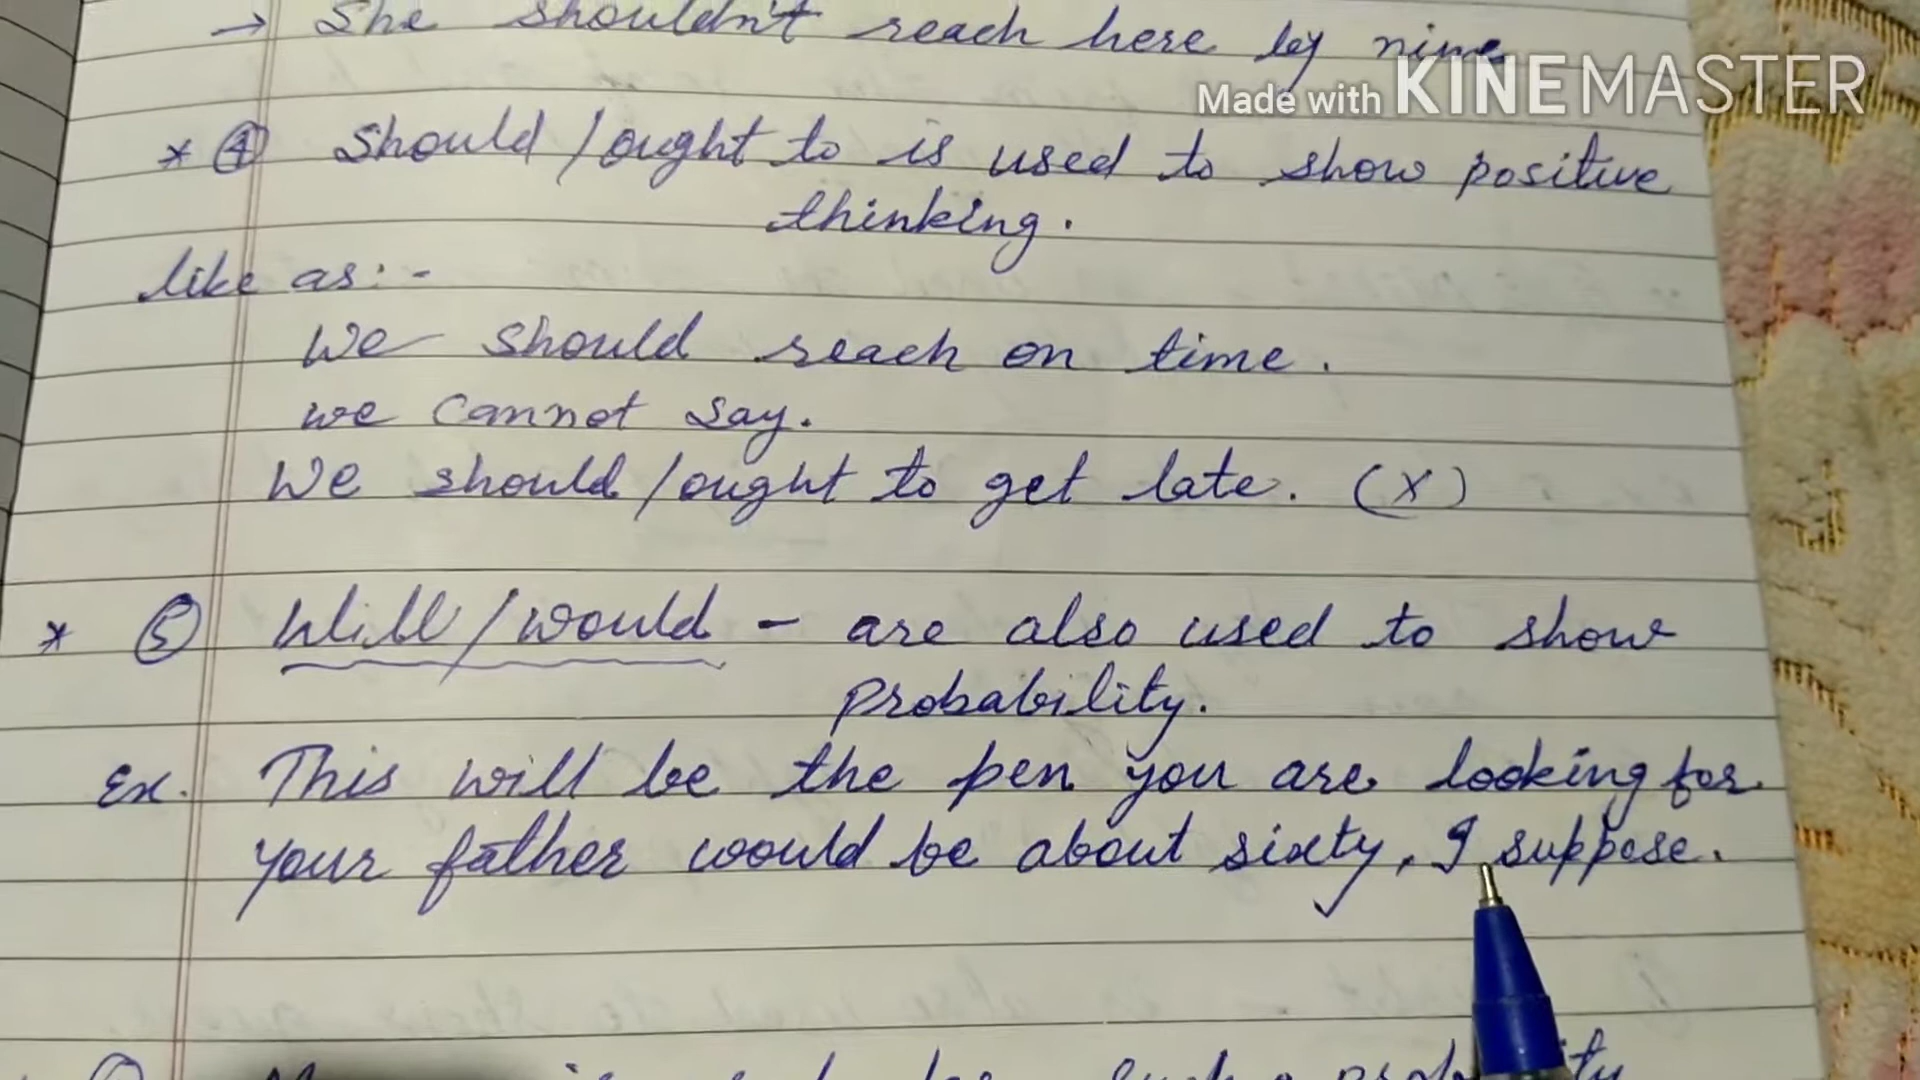 → She shouldn't reach here by nine
Made with KINEMASTER
* ④ Should/ought to is used to show positive
thinking.
like as:-
We should reach on time.
we cannot say.
We should/ought to get late. (X)
* ⑤ Will/would - are also used to show
probability.
Ex. This will be the pen you are looking for.
Your father would be about sixty, I suppose.